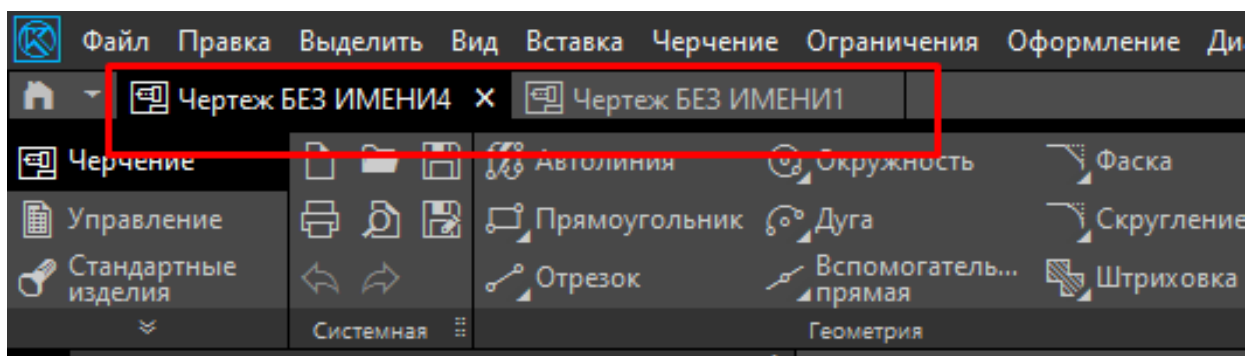 Файл Правка Выделить Вид Вставка Черчение Ограничения Оформление
Чертеж БЕЗ ИМЕНИ4 Чертеж БЕЗ ИМЕНИ1
Черчение Автолиния Окружность Фаска
Управление Прямоугольник Дуга Скругление
Стандартные изделия Отрезок Вспомогатель... прямая Штриховка
Системная Геометрия